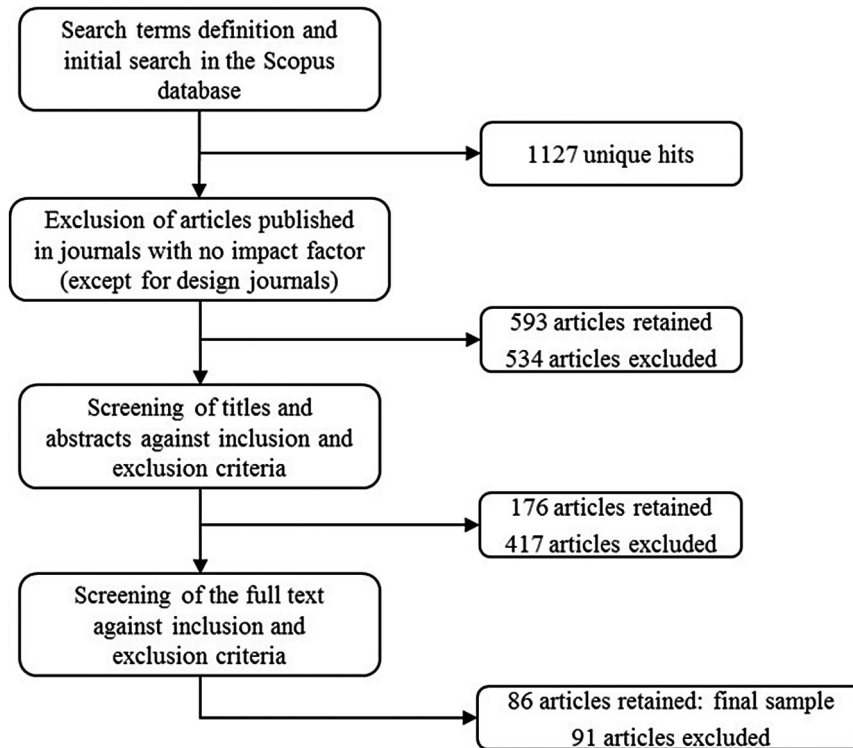 Search terms definition and
initial search in the Scopus
database
1127 unique hits
Exclusion of articles published
in journals with no impact factor
(except for design journals)
593 articles retained
534 articles excluded
Screening of titles and
abstracts against inclusion and
exclusion criteria
176 articles retained
417 articles excluded
Screening of the full text
against inclusion and
exclusion criteria
86 articles retained: final sample
91 articles excluded